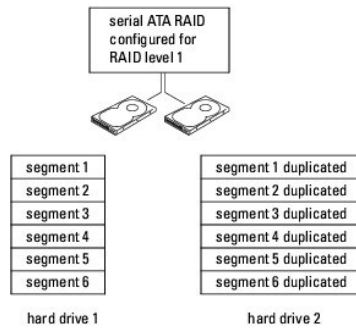 serial ATA RAID
configured for
RAID level 1
segment 1
segment 2
segment 3
segment 4
segment 5
segment 6
hard drive 1
segment 1 duplicated
segment 2 duplicated
segment 3 duplicated
segment 4 duplicated
segment 5 duplicated
segment 6 duplicated
hard drive 2